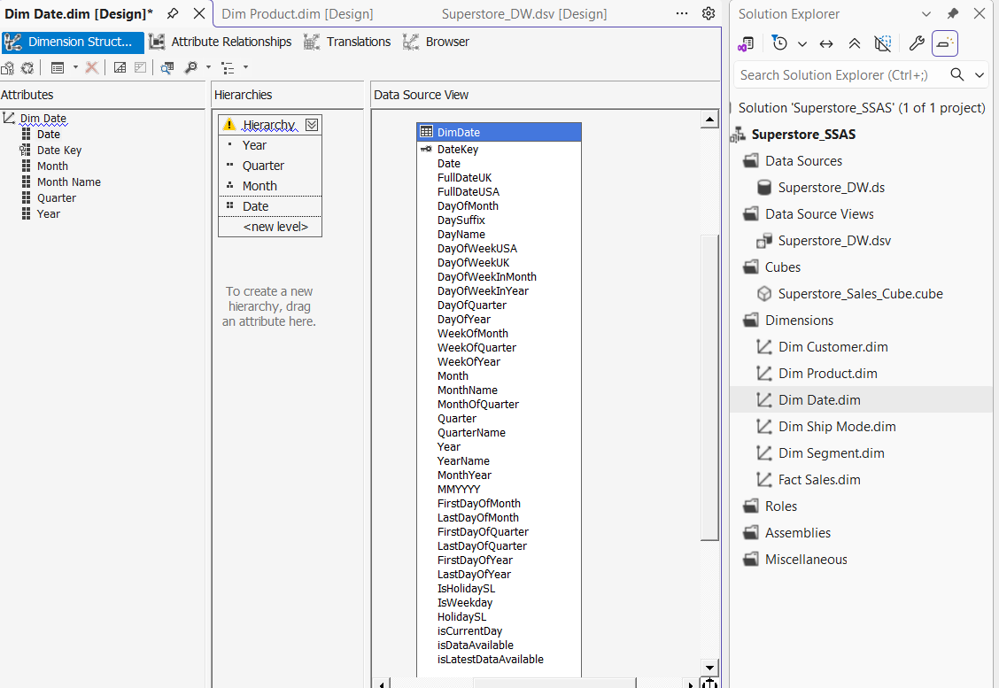 Dim Date.dim [Design]*
Dim Product.dim [Design]
Superstore_DW.dsv [Design]
Dimension Struct...
Attribute Relationships
Translations
Browser
Attributes
Dim Date
Date
Date Key
Month
Month Name
Quarter
Year
Hierarchies
Hierarchy
Year
Quarter
Month
Date
<new level>
To create a new
hierarchy, drag
an attribute here.
Data Source View
DimDate
DateKey
Date
FullDateUK
FullDateUSA
DayOfMonth
DaySuffix
DayName
DayOfWeekUSA
DayOfWeekUK
DayOfWeekInMonth
DayOfWeekInYear
DayOfQuarter
DayOfYear
WeekOfMonth
WeekOfQuarter
WeekOfYear
Month
MonthName
MonthOfQuarter
Quarter
QuarterName
Year
YearName
MonthYear
MMYYYY
FirstDayOfMonth
LastDayOfMonth
FirstDayOfQuarter
LastDayOfQuarter
FirstDayOfYear
LastDayOfYear
IsHolidaySL
IsWeekday
HolidaySL
isCurrentDay
isDataAvailable
isLatestDataAvailable
Solution Explorer
Search Solution Explorer (Ctrl+;)
Solution 'Superstore_SSAS' (1 of 1 project)
Superstore_SSAS
Data Sources
Superstore_DW.ds
Data Source Views
Superstore_DW.dsv
Cubes
Superstore_Sales_Cube.cube
Dimensions
Dim Customer.dim
Dim Product.dim
Dim Date.dim
Dim Ship Mode.dim
Dim Segment.dim
Fact Sales.dim
Roles
Assemblies
Miscellaneous